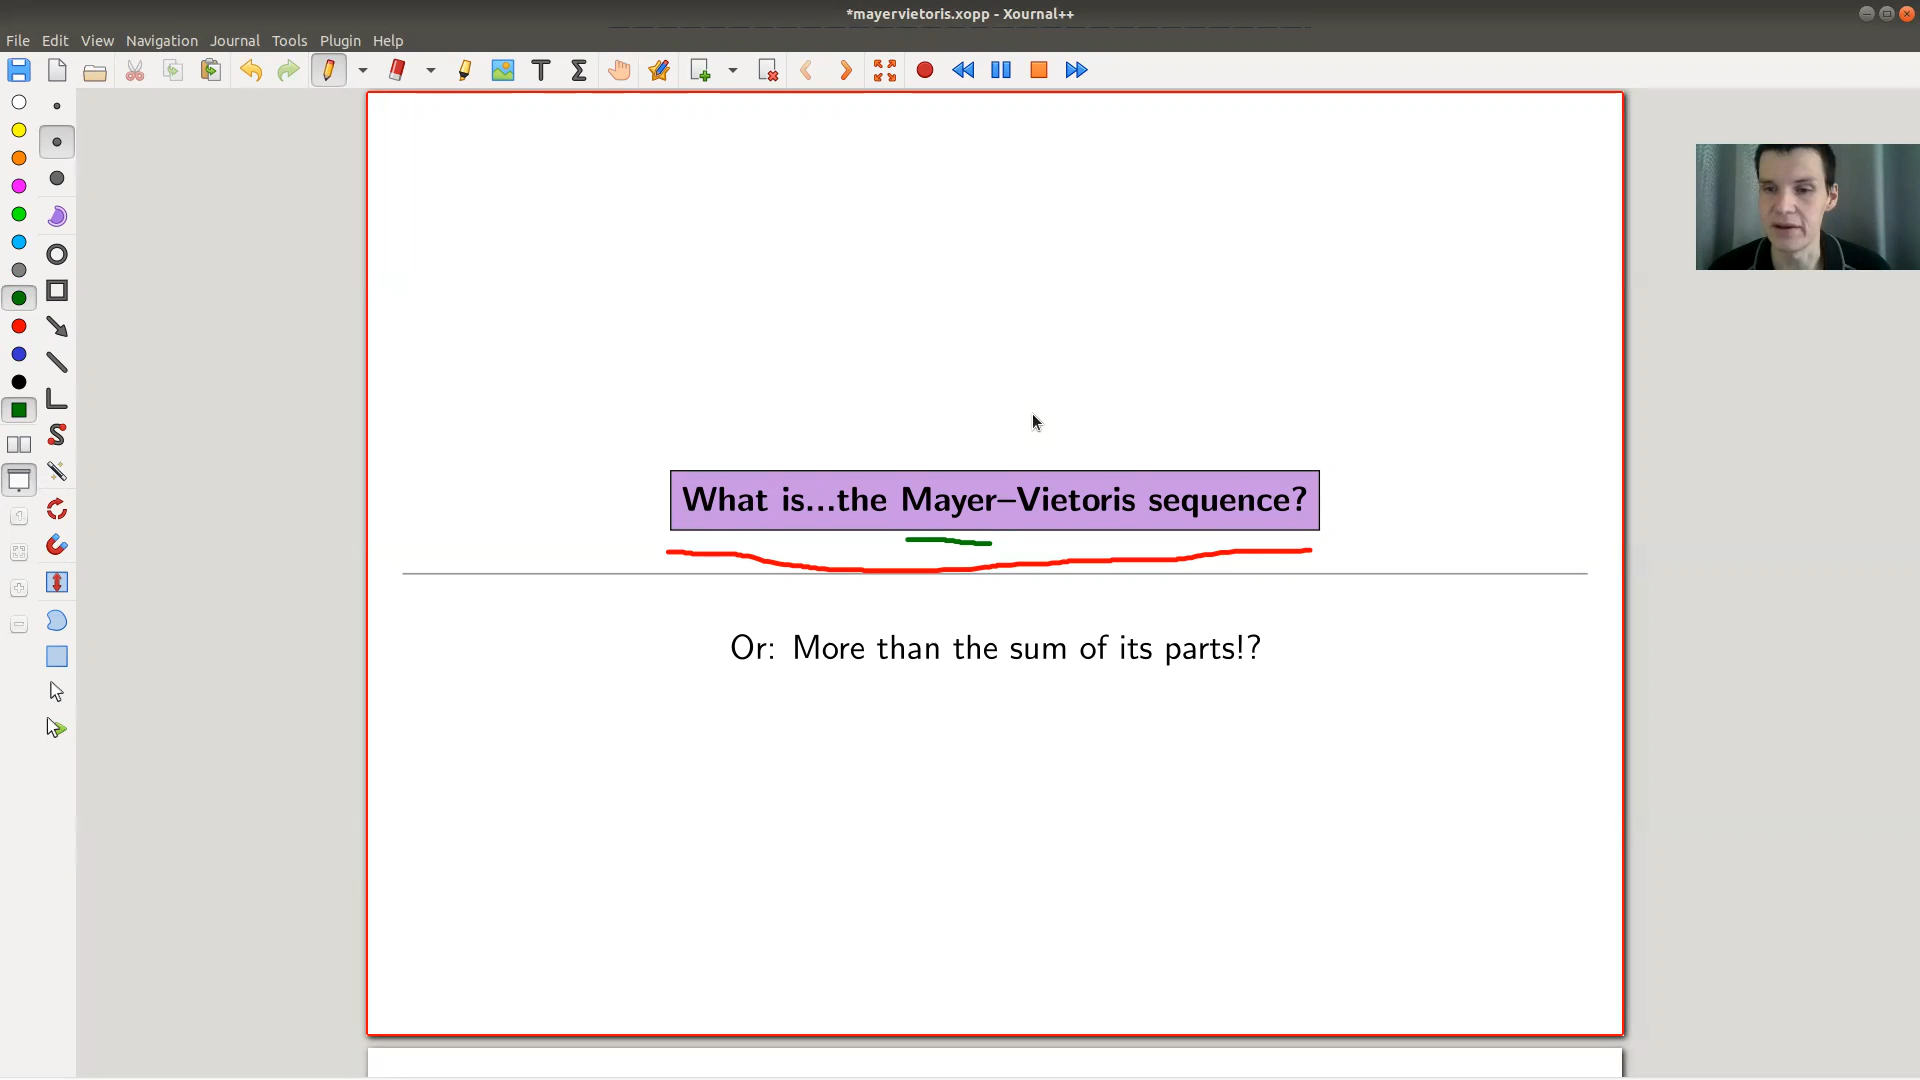 *mayervietoris.xopp - Xournal++
File Edit View Navigation Journal Tools Plugin Help
What is...the Mayer–Vietoris sequence?
Or: More than the sum of its parts!?